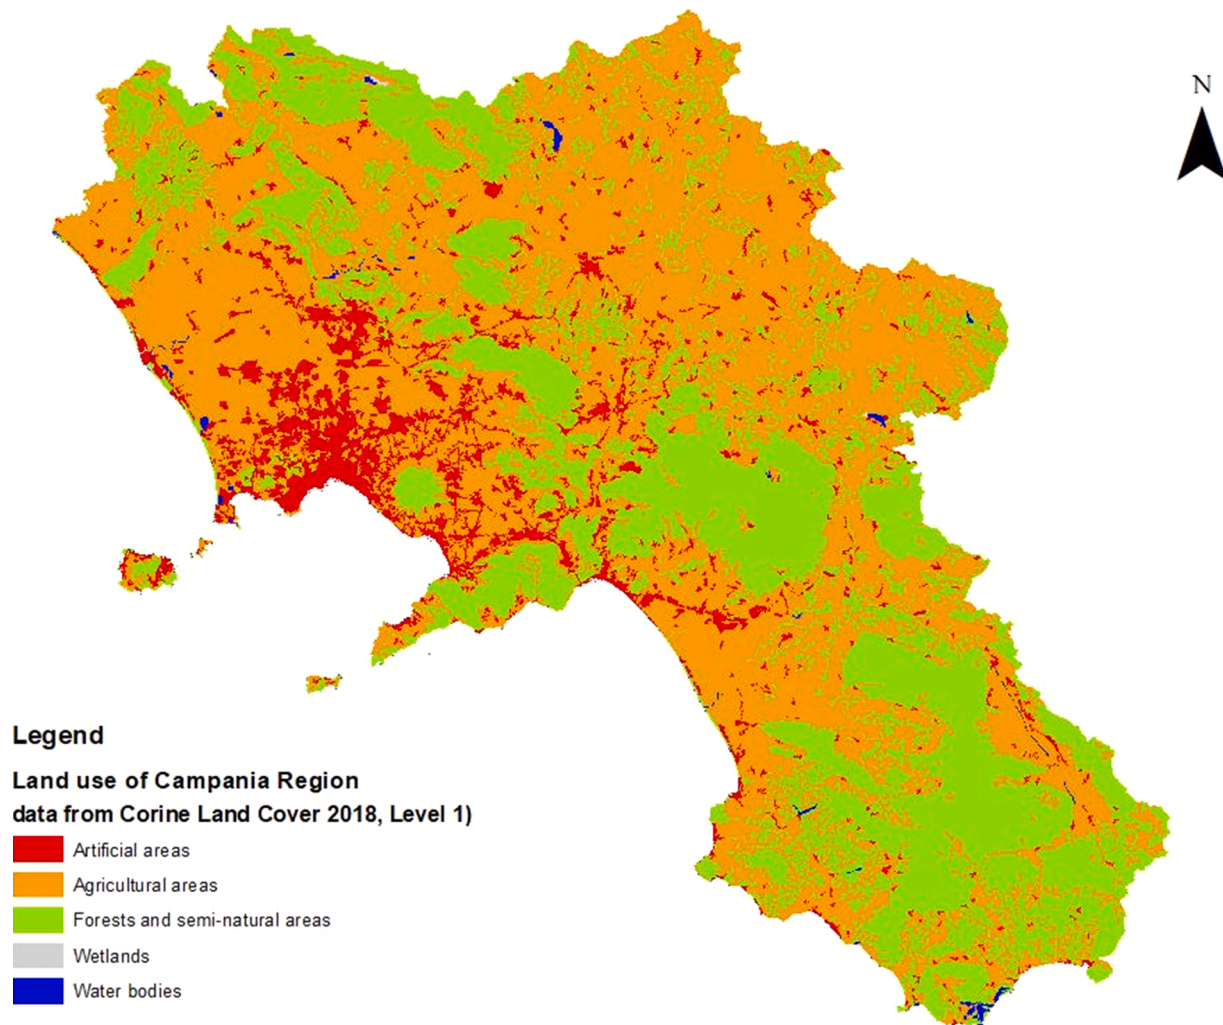 N
Legend
Land use of Campania Region
data from Corine Land Cover 2018, Level 1)
Artificial areas
Agricultural areas
Forests and semi-natural areas
Wetlands
Water bodies